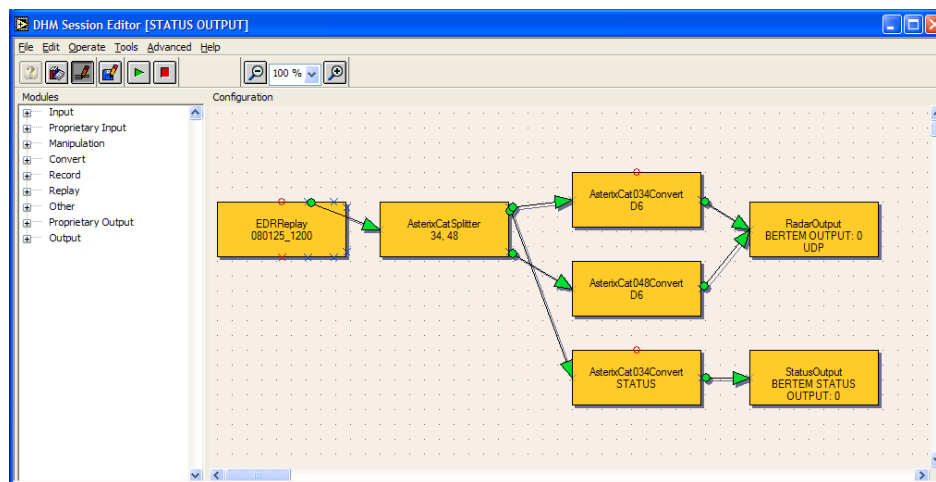 DHM Session Editor [STATUS OUTPUT]
File Edit Operate Tools Advanced Help
100 %
Modules
Configuration
Input
Proprietary Input
Manipulation
Convert
Record
Replay
Other
Proprietary Output
Output
EDRReplay
080125_1200
AsterixCatSplitter
34, 48
AsterixCat034Convert
D6
RadarOutput
BERTEM OUTPUT: 0
UDP
AsterixCat048Convert
D6
AsterixCat034Convert
STATUS
StatusOutput
BERTEM STATUS
OUTPUT: 0